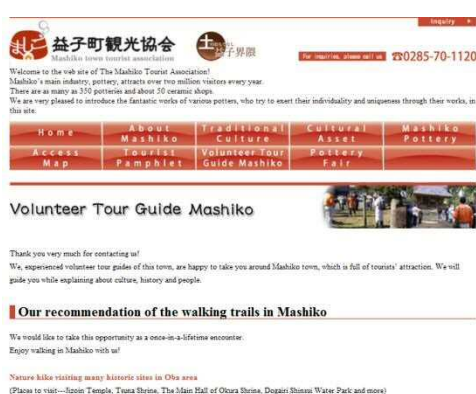 Inquiry
益子町観光協会
Mashiko town tourist association
For inquiries, please call us ☎0285-70-1120
Welcome to the web site of The Mashiko Tourist Association!
Mashiko's main industry, pottery, attracts over two million visitors every year.
There are as many as 350 potteries and about 50 ceramic shops.
We are very pleased to introduce the fantastic works of various potters, who try to exert their individuality and uniqueness through their works, in
this site.
Home About Mashiko Traditional Culture Cultural Asset Mashiko Pottery
Access Map Tourist Pamphlet Volunteer Tour Guide Mashiko Pottery Fair
Volunteer Tour Guide Mashiko
Thank you very much for contacting us!
We, experienced volunteer tour guides of this town, are happy to take you around Mashiko town, which is full of tourists' attraction. We will
guide you while explaining about culture, history and people.
Our recommendation of the walking trails in Mashiko
We would like to take this opportunity as a once-in-a-lifetime encounter.
Enjoy walking in Mashiko with us!
Nature hike visiting many historic sites in Oba area
(Places to visit---Jizoin Temple, Tsuna Shrine, The Main Hall of Okura Shrine, Dogairi Shinsui Water Park and more)